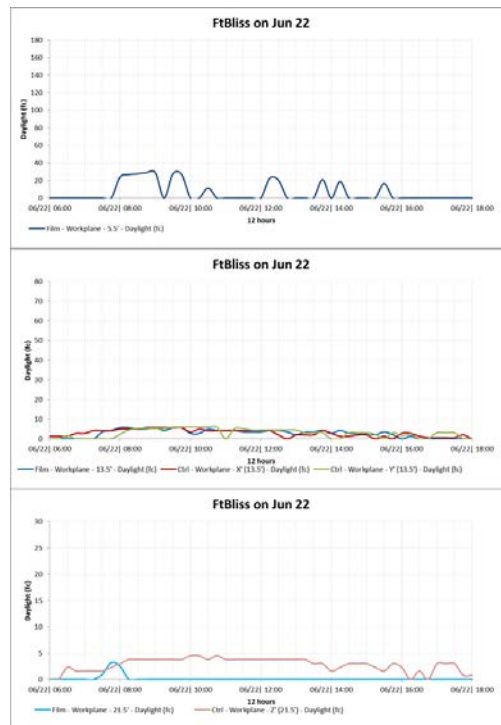 FtBliss on Jun 22
180
160
140
120
100
80
60
40
20
0
Daylight (fc)
06/22| 06:00 06/22| 08:00 06/22| 10:00 06/22| 12:00 06/22| 14:00 06/22| 16:00 06/22| 18:00
12 hours
Film - Workplane - 5.5' - Daylight (fc)
FtBliss on Jun 22
80
70
60
50
40
30
20
10
0
Daylight (fc)
06/22| 06:00 06/22| 08:00 06/22| 10:00 06/22| 12:00 06/22| 14:00 06/22| 16:00 06/22| 18:00
12 hours
Film - Workplane - 13.5' - Daylight (fc) Ctrl - Workplane - X' (13.5') - Daylight (fc) Ctrl - Workplane - Y' (13.5') - Daylight (fc)
FtBliss on Jun 22
30
25
20
15
10
5
0
Daylight (fc)
06/22| 06:00 06/22| 08:00 06/22| 10:00 06/22| 12:00 06/22| 14:00 06/22| 16:00 06/22| 18:00
12 hours
Film - Workplane - 21.5' - Daylight (fc) Ctrl - Workplane - Z' (21.5') - Daylight (fc)